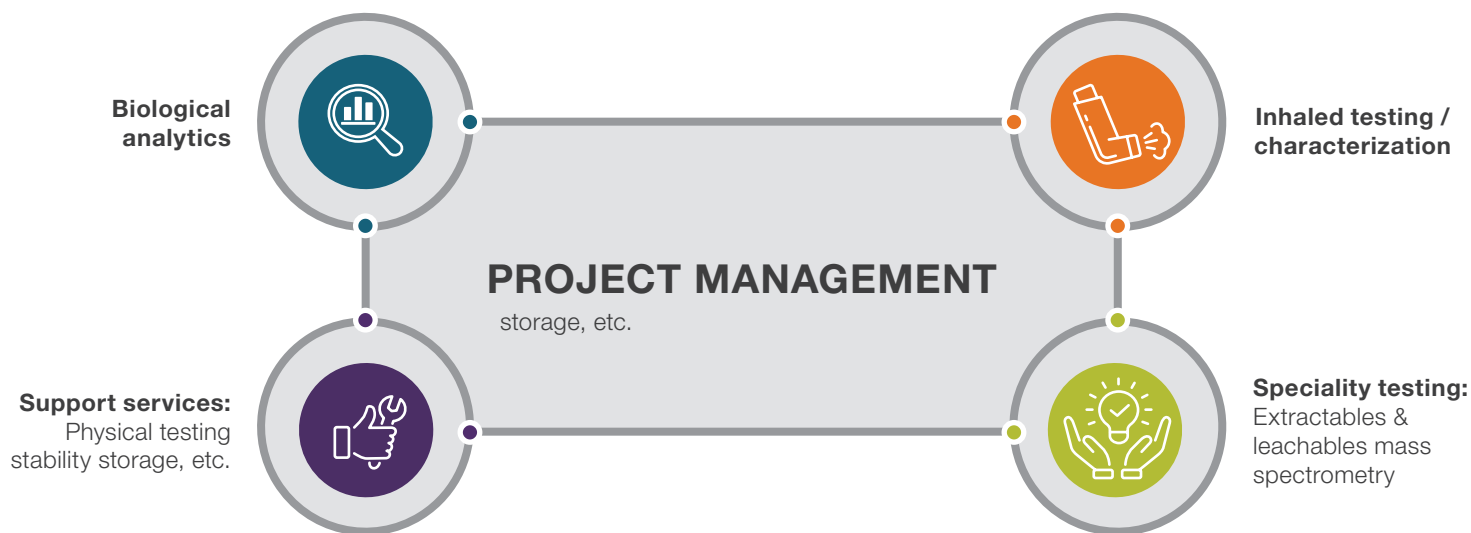 Biological
analytics
Inhaled testing /
characterization
PROJECT MANAGEMENT
storage, etc.
Support services:
Physical testing
stability storage, etc.
Speciality testing:
Extractables &
leachables mass
spectrometry